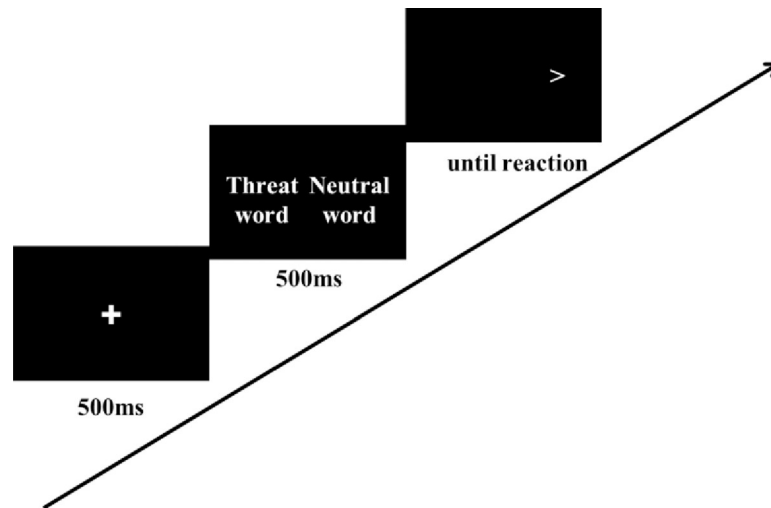 +
500ms
Threat Neutral
word word
500ms
>
until reaction